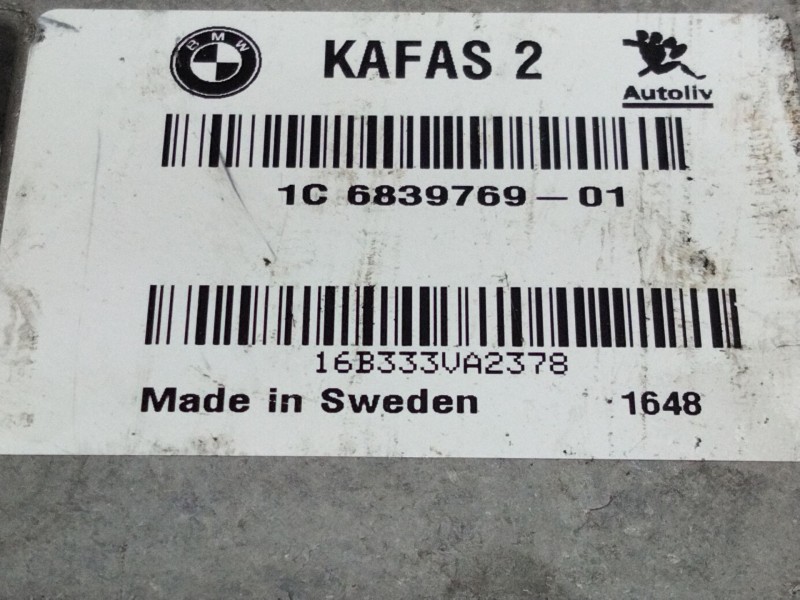 BMW KAFAS 2
Autoliv
1C 6839769-01
16B333VA2378
Made in Sweden 1648